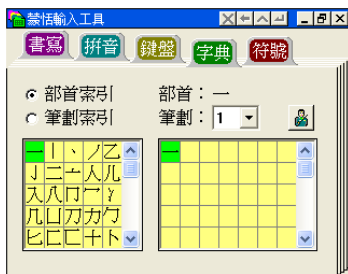 禁恬輸入工具
書寫 拼音 鍵盤 字典 符號
部首索引 部首：一
筆劃索引 筆劃：1
一丨丶丿乙 一
亅二亠人儿
入八冂冖冫
几凵刀力勹
匕匚匸十卜